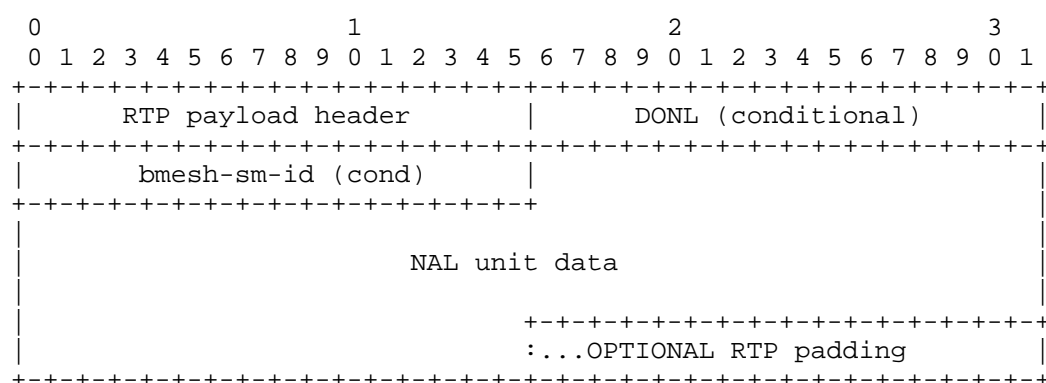 0                   1                   2                   3
 0 1 2 3 4 5 6 7 8 9 0 1 2 3 4 5 6 7 8 9 0 1 2 3 4 5 6 7 8 9 0 1
+-+-+-+-+-+-+-+-+-+-+-+-+-+-+-+-+-+-+-+-+-+-+-+-+-+-+-+-+-+-+-+-+
|      RTP payload header       |      DONL (conditional)       |
+-+-+-+-+-+-+-+-+-+-+-+-+-+-+-+-+-+-+-+-+-+-+-+-+-+-+-+-+-+-+-+-+
|       bmesh-sm-id (cond)      |                               |
+-+-+-+-+-+-+-+-+-+-+-+-+-+-+-+-+                               |
|                                                               |
|                        NAL unit data                          |
|                                                               |
|                               +-+-+-+-+-+-+-+-+-+-+-+-+-+-+-+-+
|                               :...OPTIONAL RTP padding        |
+-+-+-+-+-+-+-+-+-+-+-+-+-+-+-+-+-+-+-+-+-+-+-+-+-+-+-+-+-+-+-+-+